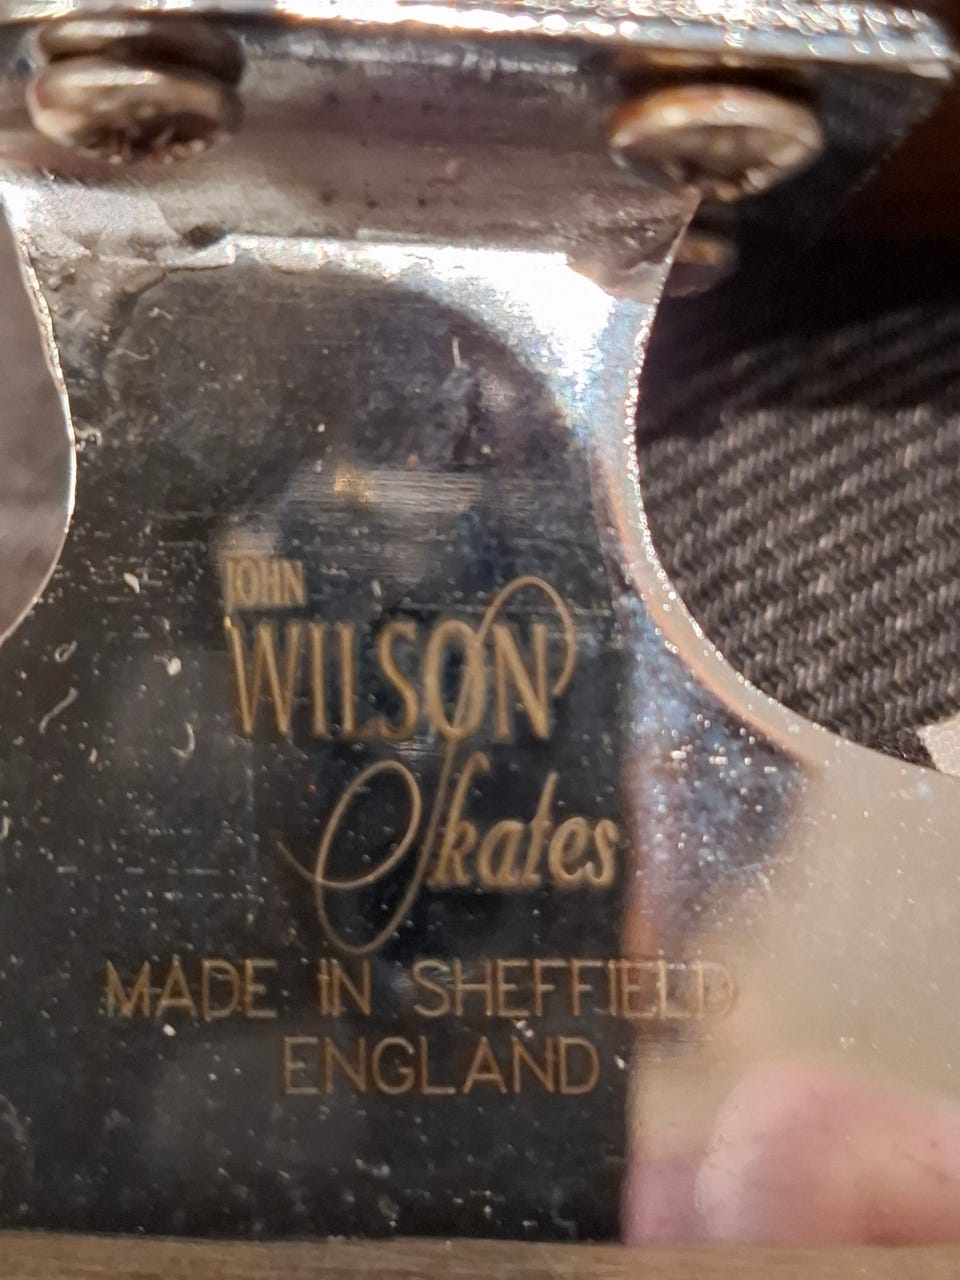 JOHN
WILSON
Skates
MADE IN SHEFFIELD
ENGLAND